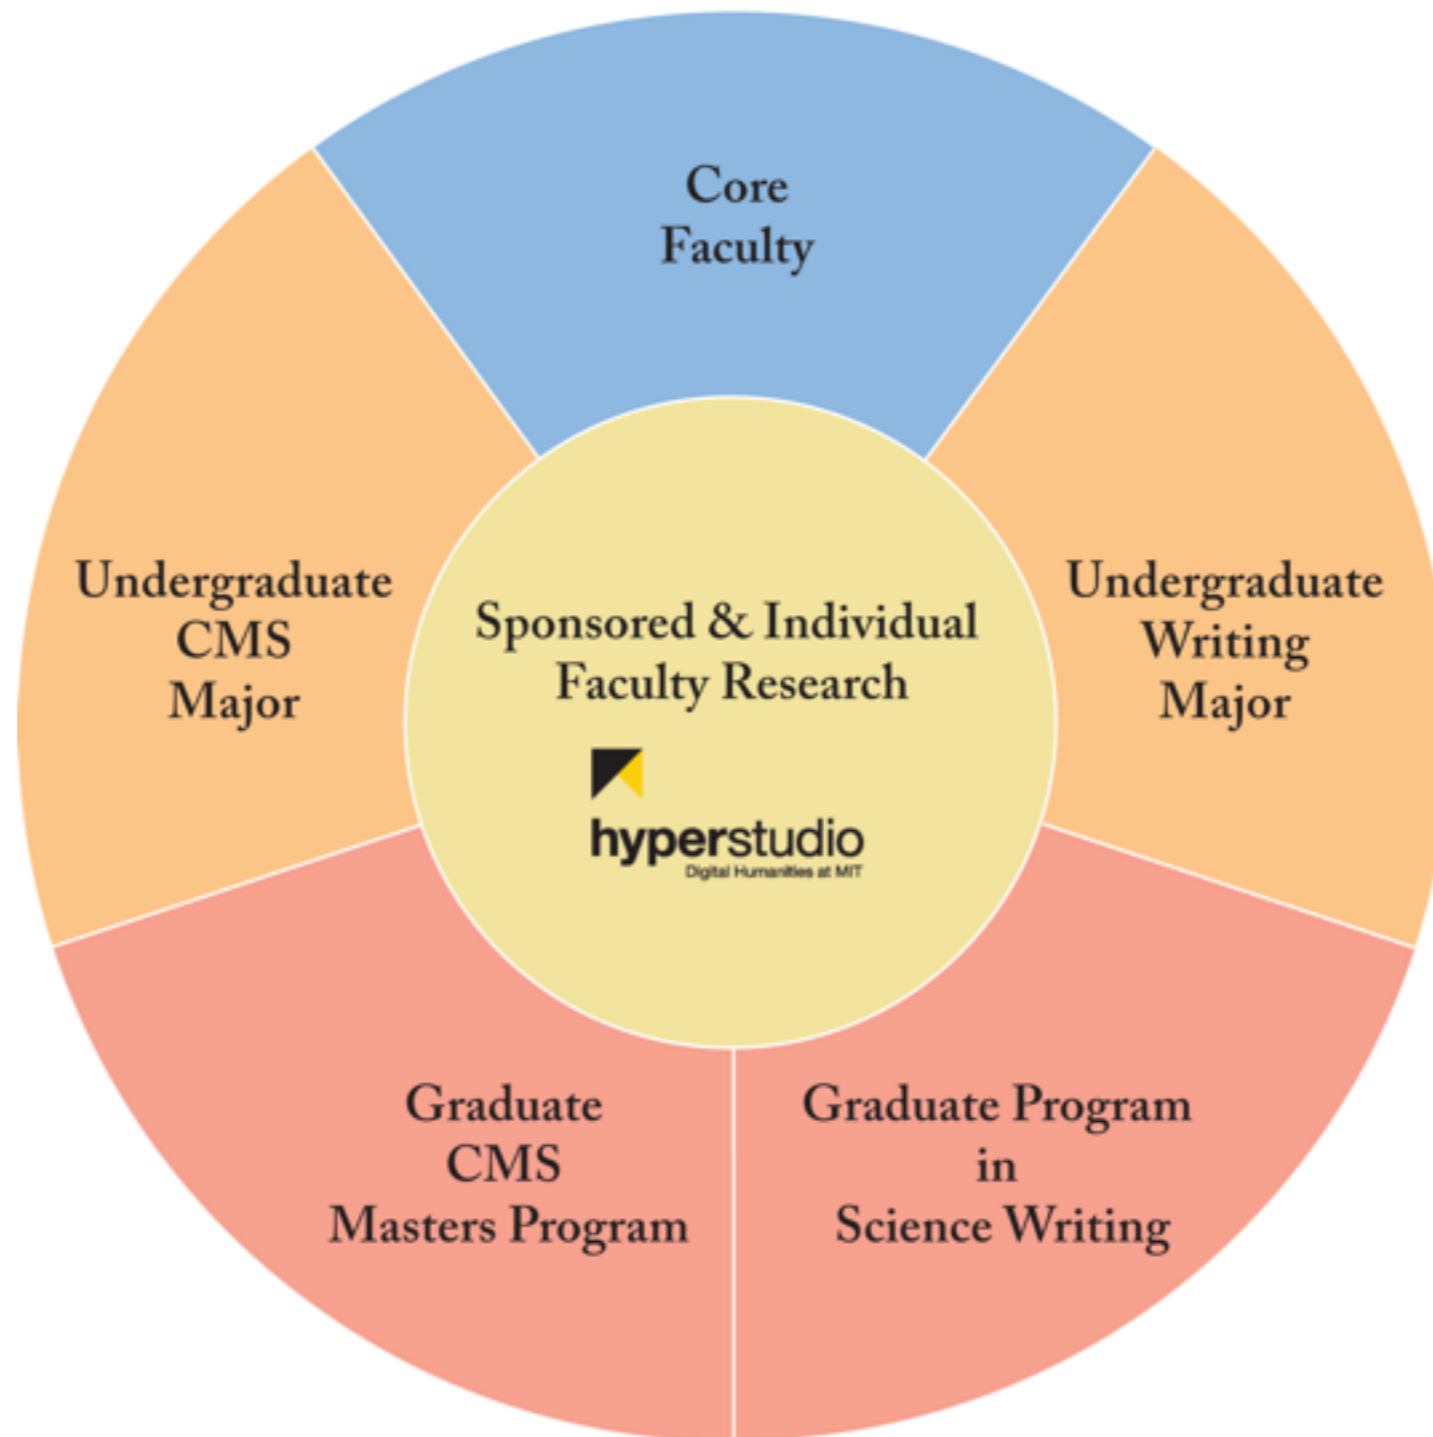 Core
Faculty
Undergraduate
CMS
Major
Sponsored & Individual
Faculty Research
hyperstudio
Digital Humanities at MIT
Undergraduate
Writing
Major
Graduate
CMS
Masters Program
Graduate Program
in
Science Writing